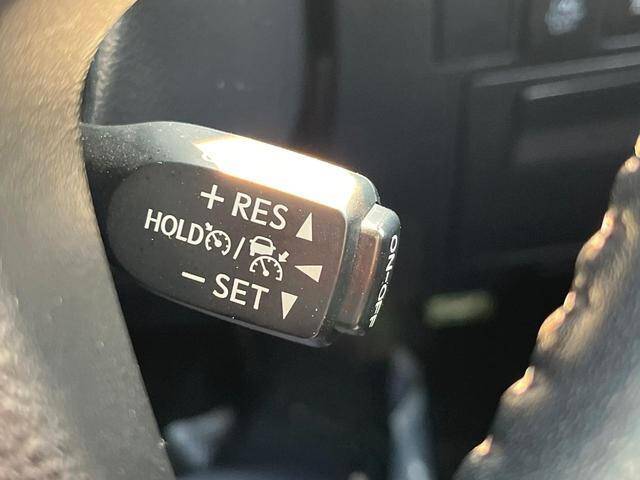 + RES ▲
HOLD / ◀
− SET ▼
ON-OFF